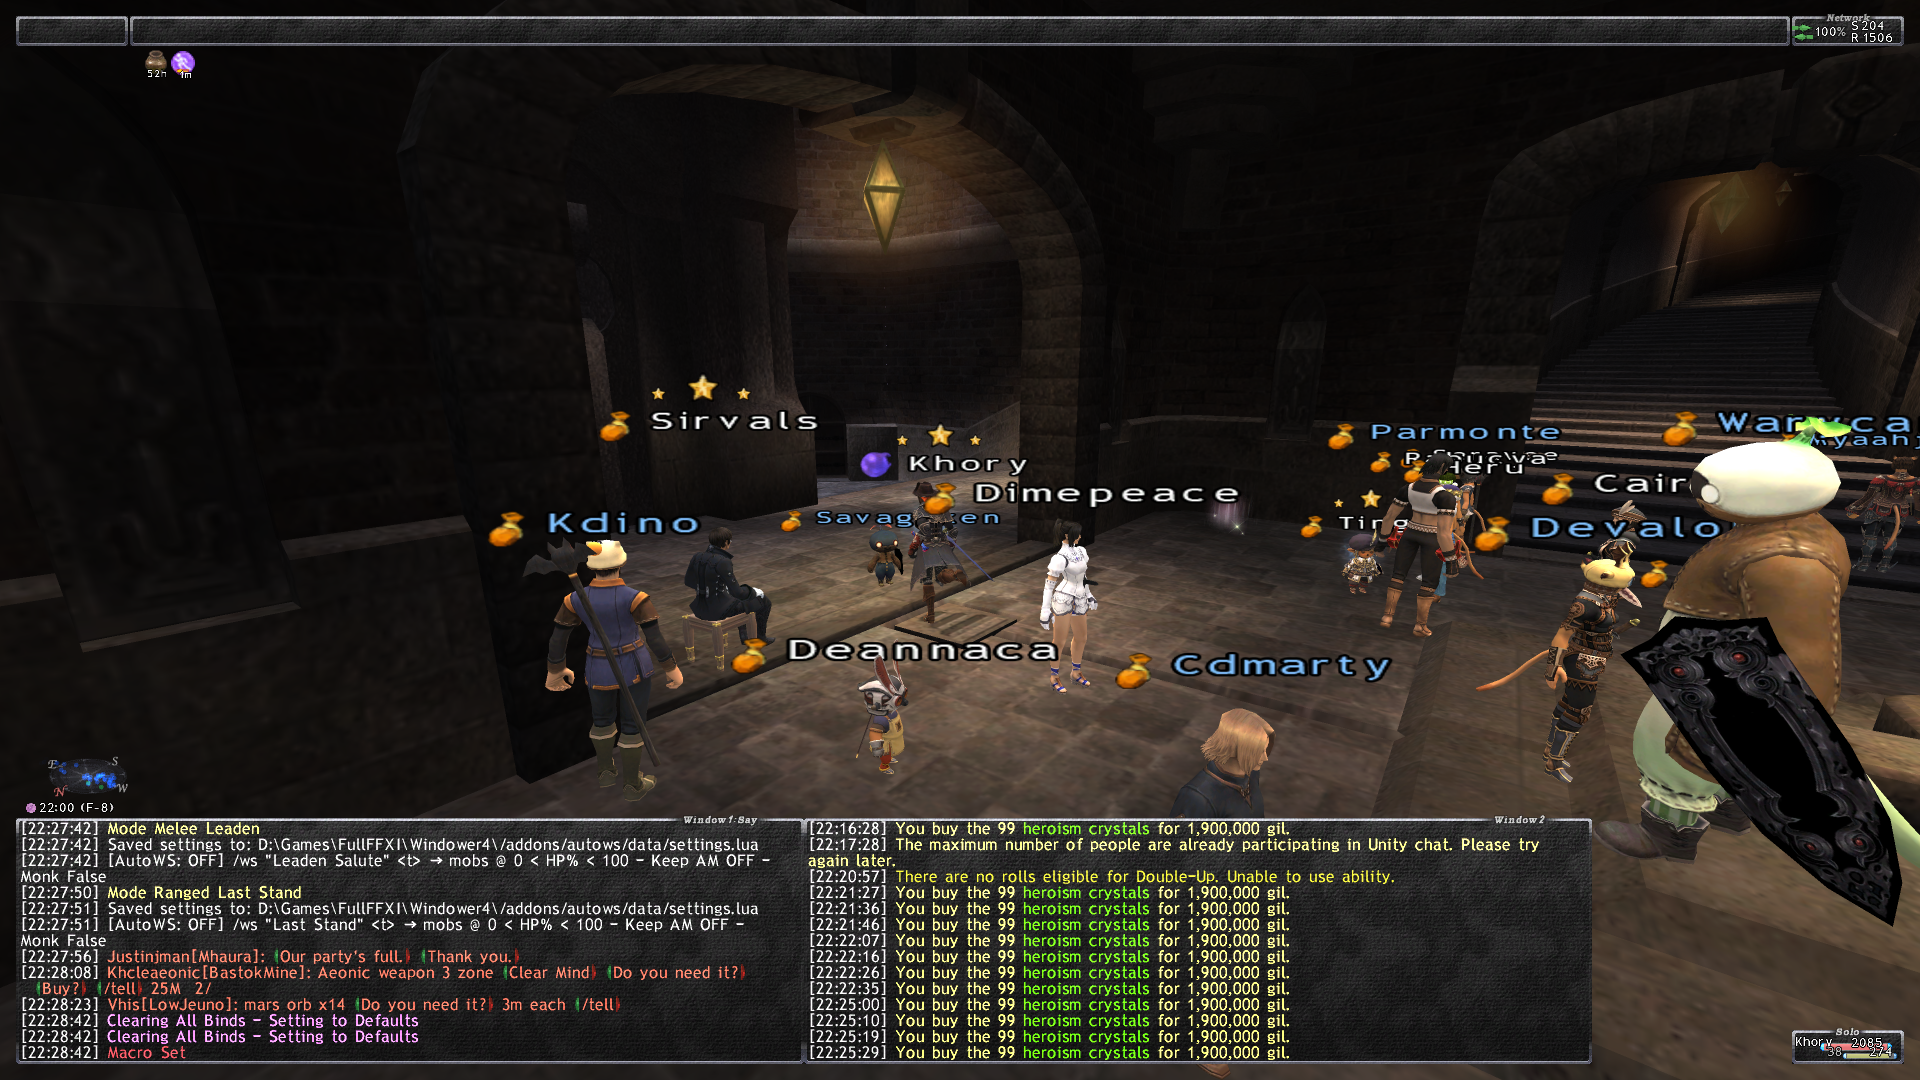 Network
100% S 204
R 1506
52h 1m
Sirvals
Khory
Dimepeace
Kdino
Deannaca
Cdmarty
Parmonte
Heru
Cair
Devalo
E S
N W
22:00 (F-8)
Window1:Say
[22:27:42] Mode Melee Leaden
[22:27:42] Saved settings to: D:\Games\FullFFXI\Windower4\/addons/autows/data/settings.lua
[22:27:42] [AutoWS: OFF] /ws "Leaden Salute" <t> → mobs @ 0 < HP% < 100 - Keep AM OFF -
Monk False
[22:27:50] Mode Ranged Last Stand
[22:27:51] Saved settings to: D:\Games\FullFFXI\Windower4\/addons/autows/data/settings.lua
[22:27:51] [AutoWS: OFF] /ws "Last Stand" <t> → mobs @ 0 < HP% < 100 - Keep AM OFF -
Monk False
[22:27:56] Justinjman[Mhaura]: (Our party's full.) (Thank you.)
[22:28:08] Khcleaeonic[BastokMine]: Aeonic weapon 3 zone (Clear Mind) (Do you need it?)
(Buy?) (/tell) 25M 2/
[22:28:23] Vhis[LowJeuno]: mars orb x14 (Do you need it?) 3m each (/tell)
[22:28:42] Clearing All Binds - Setting to Defaults
[22:28:42] Clearing All Binds - Setting to Defaults
[22:28:42] Macro Set
Window2
[22:16:28] You buy the 99 heroism crystals for 1,900,000 gil.
[22:17:28] The maximum number of people are already participating in Unity chat. Please try
again later.
[22:20:57] There are no rolls eligible for Double-Up. Unable to use ability.
[22:21:27] You buy the 99 heroism crystals for 1,900,000 gil.
[22:21:36] You buy the 99 heroism crystals for 1,900,000 gil.
[22:21:46] You buy the 99 heroism crystals for 1,900,000 gil.
[22:22:07] You buy the 99 heroism crystals for 1,900,000 gil.
[22:22:16] You buy the 99 heroism crystals for 1,900,000 gil.
[22:22:26] You buy the 99 heroism crystals for 1,900,000 gil.
[22:22:35] You buy the 99 heroism crystals for 1,900,000 gil.
[22:25:00] You buy the 99 heroism crystals for 1,900,000 gil.
[22:25:10] You buy the 99 heroism crystals for 1,900,000 gil.
[22:25:19] You buy the 99 heroism crystals for 1,900,000 gil.
[22:25:29] You buy the 99 heroism crystals for 1,900,000 gil.
Solo
Khory 2085
38 274